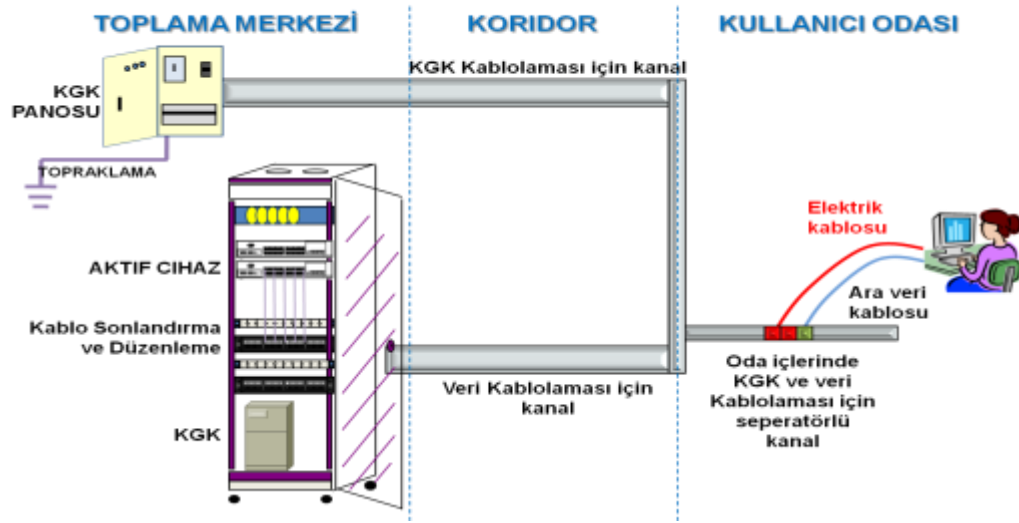 TOPLAMA MERKEZİ
KORIDOR
KULLANICI ODASI
KGK Kablolaması için kanal
KGK
PANOSU
TOPRAKLAMA
AKTIF CIHAZ
Kablo Sonlandırma
ve Düzenleme
KGK
Veri Kablolaması için
kanal
Elektrik
kablosu
Ara veri
kablosu
Oda içlerinde
KGK ve veri
Kablolaması için
seperatörlü
kanal